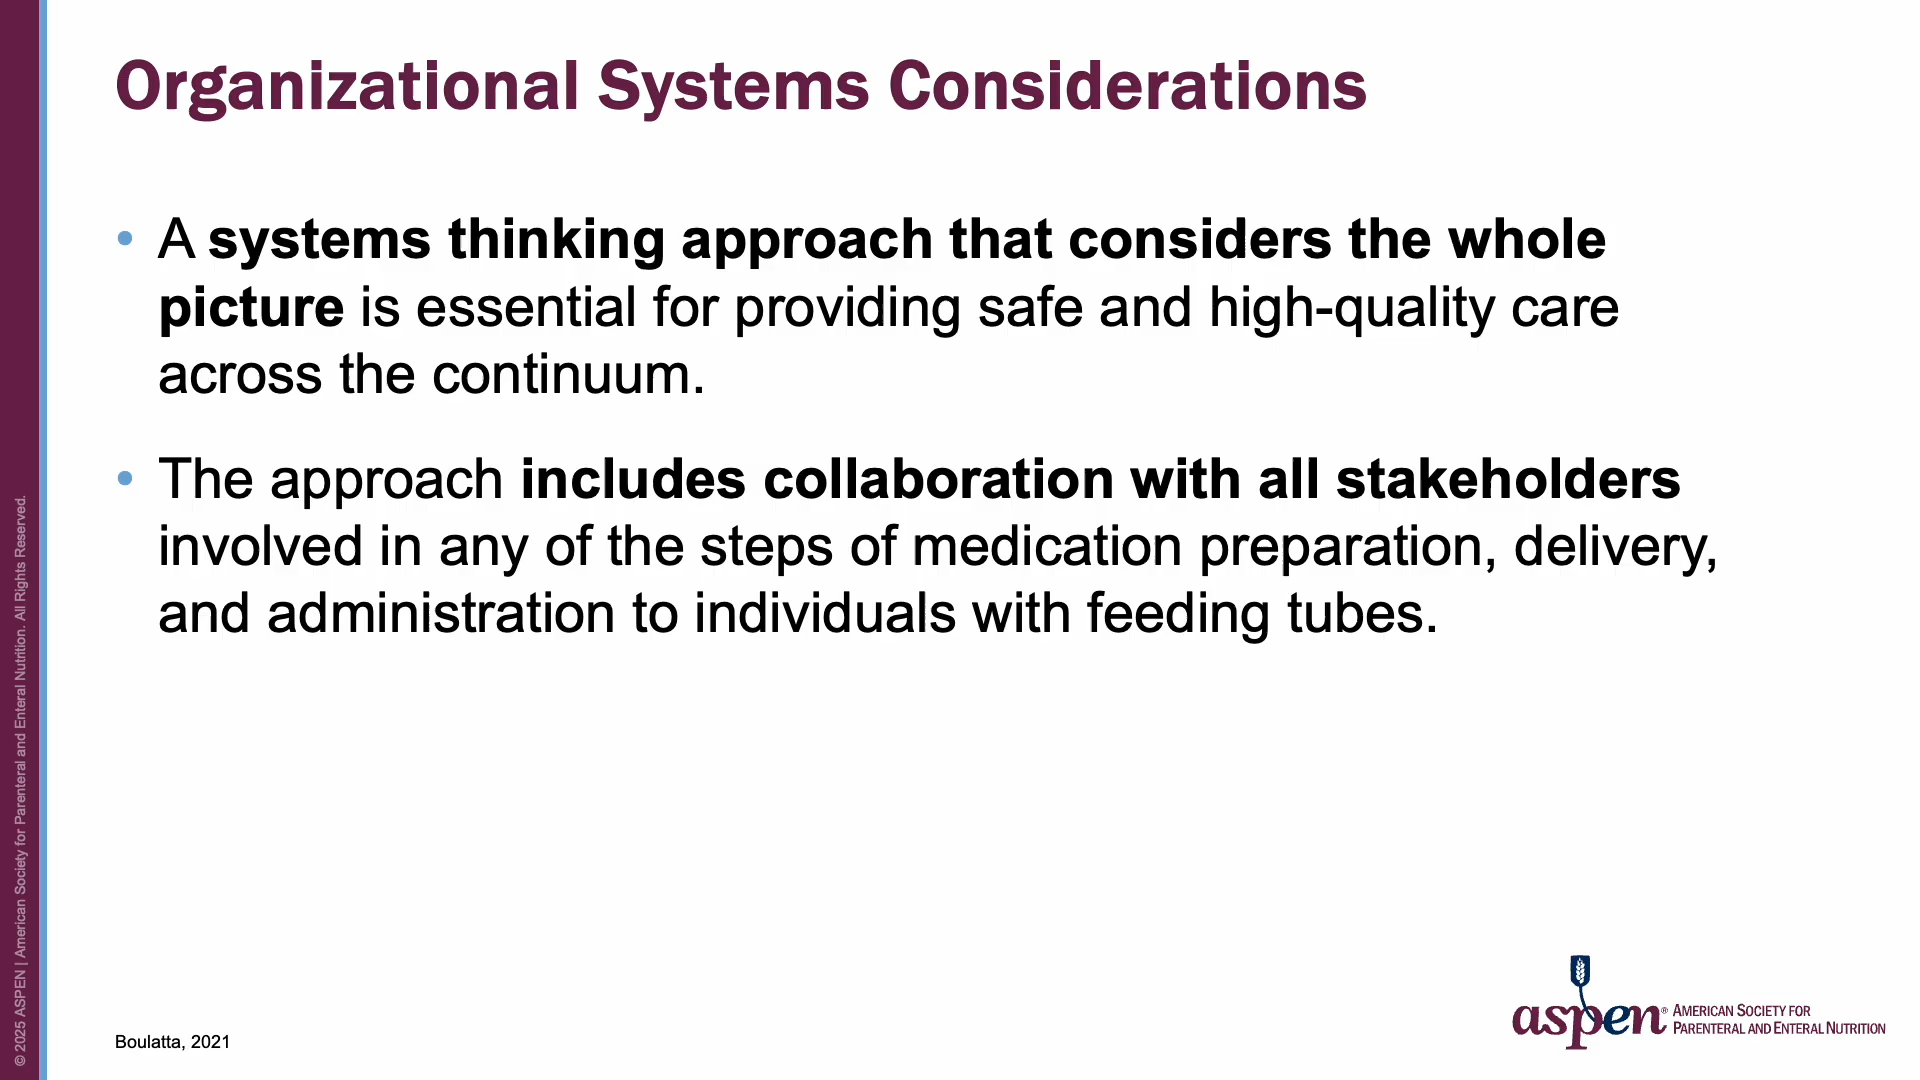 Organizational Systems Considerations
• A systems thinking approach that considers the whole
picture is essential for providing safe and high-quality care
across the continuum.
• The approach includes collaboration with all stakeholders
involved in any of the steps of medication preparation, delivery,
and administration to individuals with feeding tubes.
Boulatta, 2021
aspen®
AMERICAN SOCIETY FOR
PARENTERAL AND ENTERAL NUTRITION
© 2025 ASPEN | American Society for Parenteral and Enteral Nutrition. All Rights Reserved.